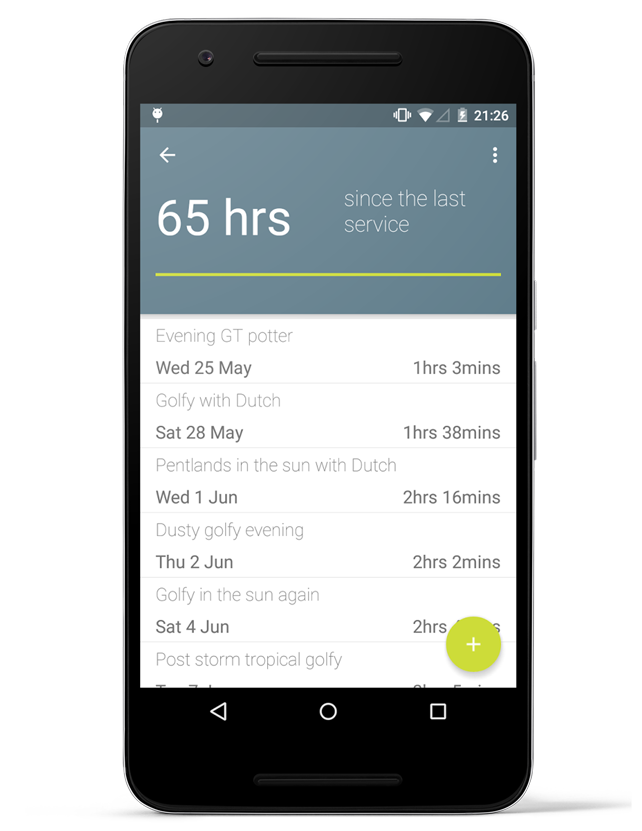 21:26
65 hrs
since the last
service
Evening GT potter
Wed 25 May 1hrs 3mins
Golfy with Dutch
Sat 28 May 1hrs 38mins
Pentlands in the sun with Dutch
Wed 1 Jun 2hrs 16mins
Dusty golfy evening
Thu 2 Jun 2hrs 2mins
Golfy in the sun again
Sat 4 Jun 2hrs
Post storm tropical golfy